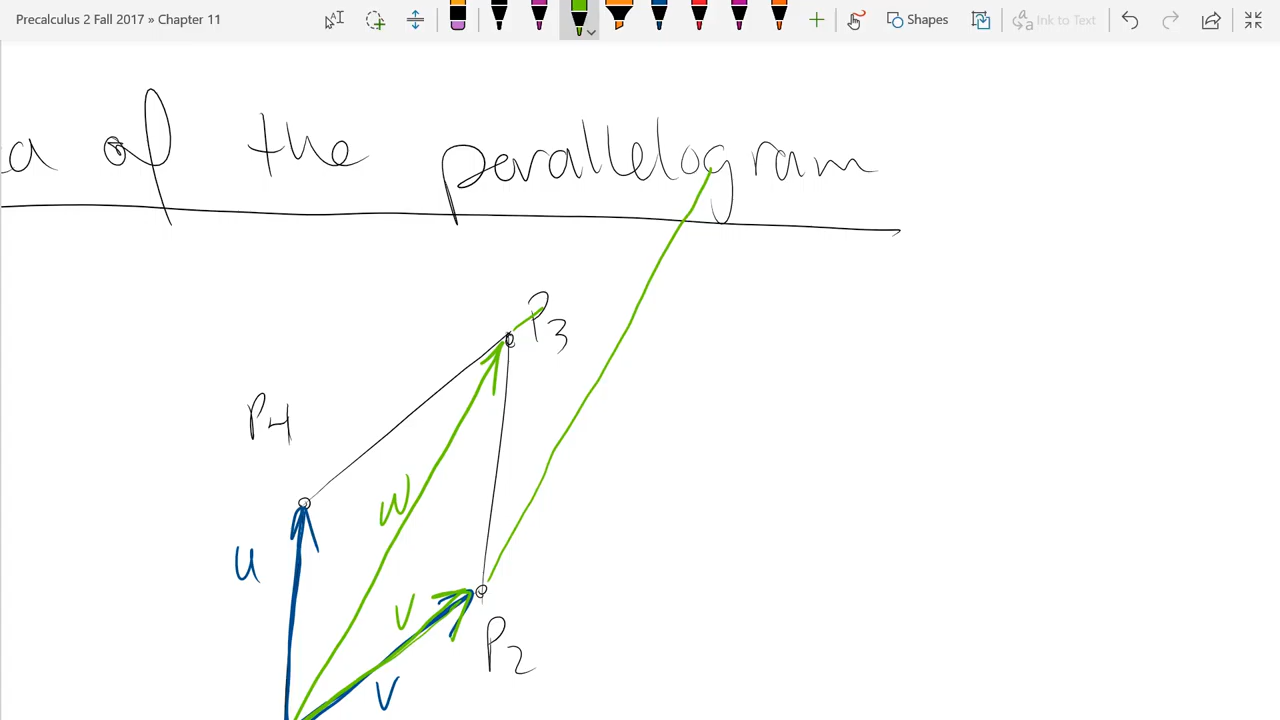 Precalculus 2 Fall 2017 » Chapter 11
Shapes
Ink to Text
a of the parallelogram
P3
P4
W
u
V
P2
V